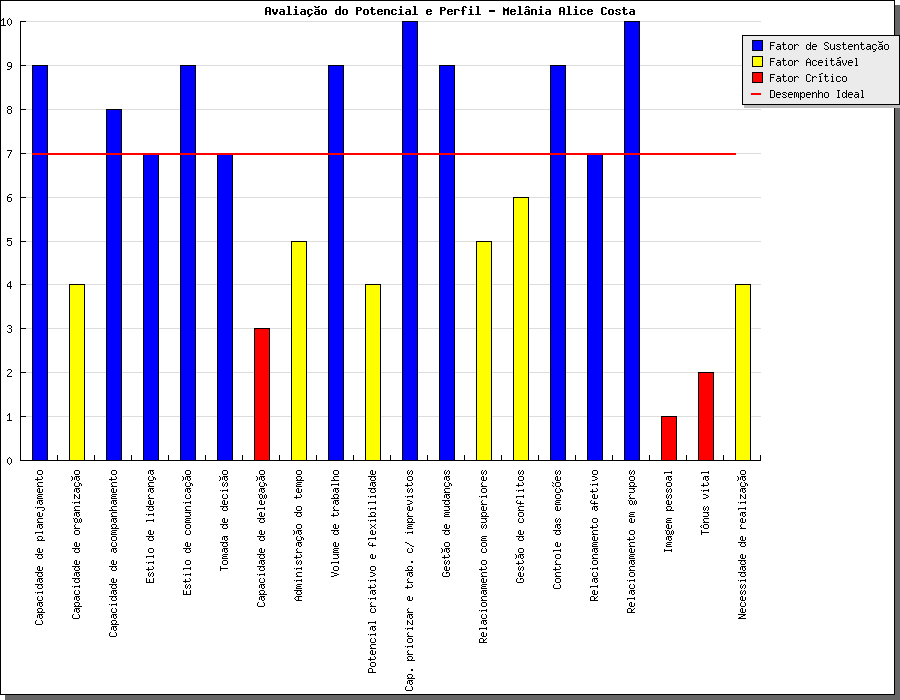 Avaliação do Potencial e Perfil - Melânia Alice Costa
Fator de Sustentação
Fator Aceitável
Fator Crítico
Desempenho Ideal
10
9
8
7
6
5
4
3
2
1
0
Capacidade de planejamento
Capacidade de organização
Capacidade de acompanhamento
Estilo de liderança
Estilo de comunicação
Tomada de decisão
Capacidade de delegação
Administração do tempo
Volume de trabalho
Potencial criativo e flexibilidade
Cap. priorizar e trab. c/ imprevistos
Gestão de mudanças
Relacionamento com superiores
Gestão de conflitos
Controle das emoções
Relacionamento afetivo
Relacionamento em grupos
Imagem pessoal
Tônus vital
Necessidade de realização